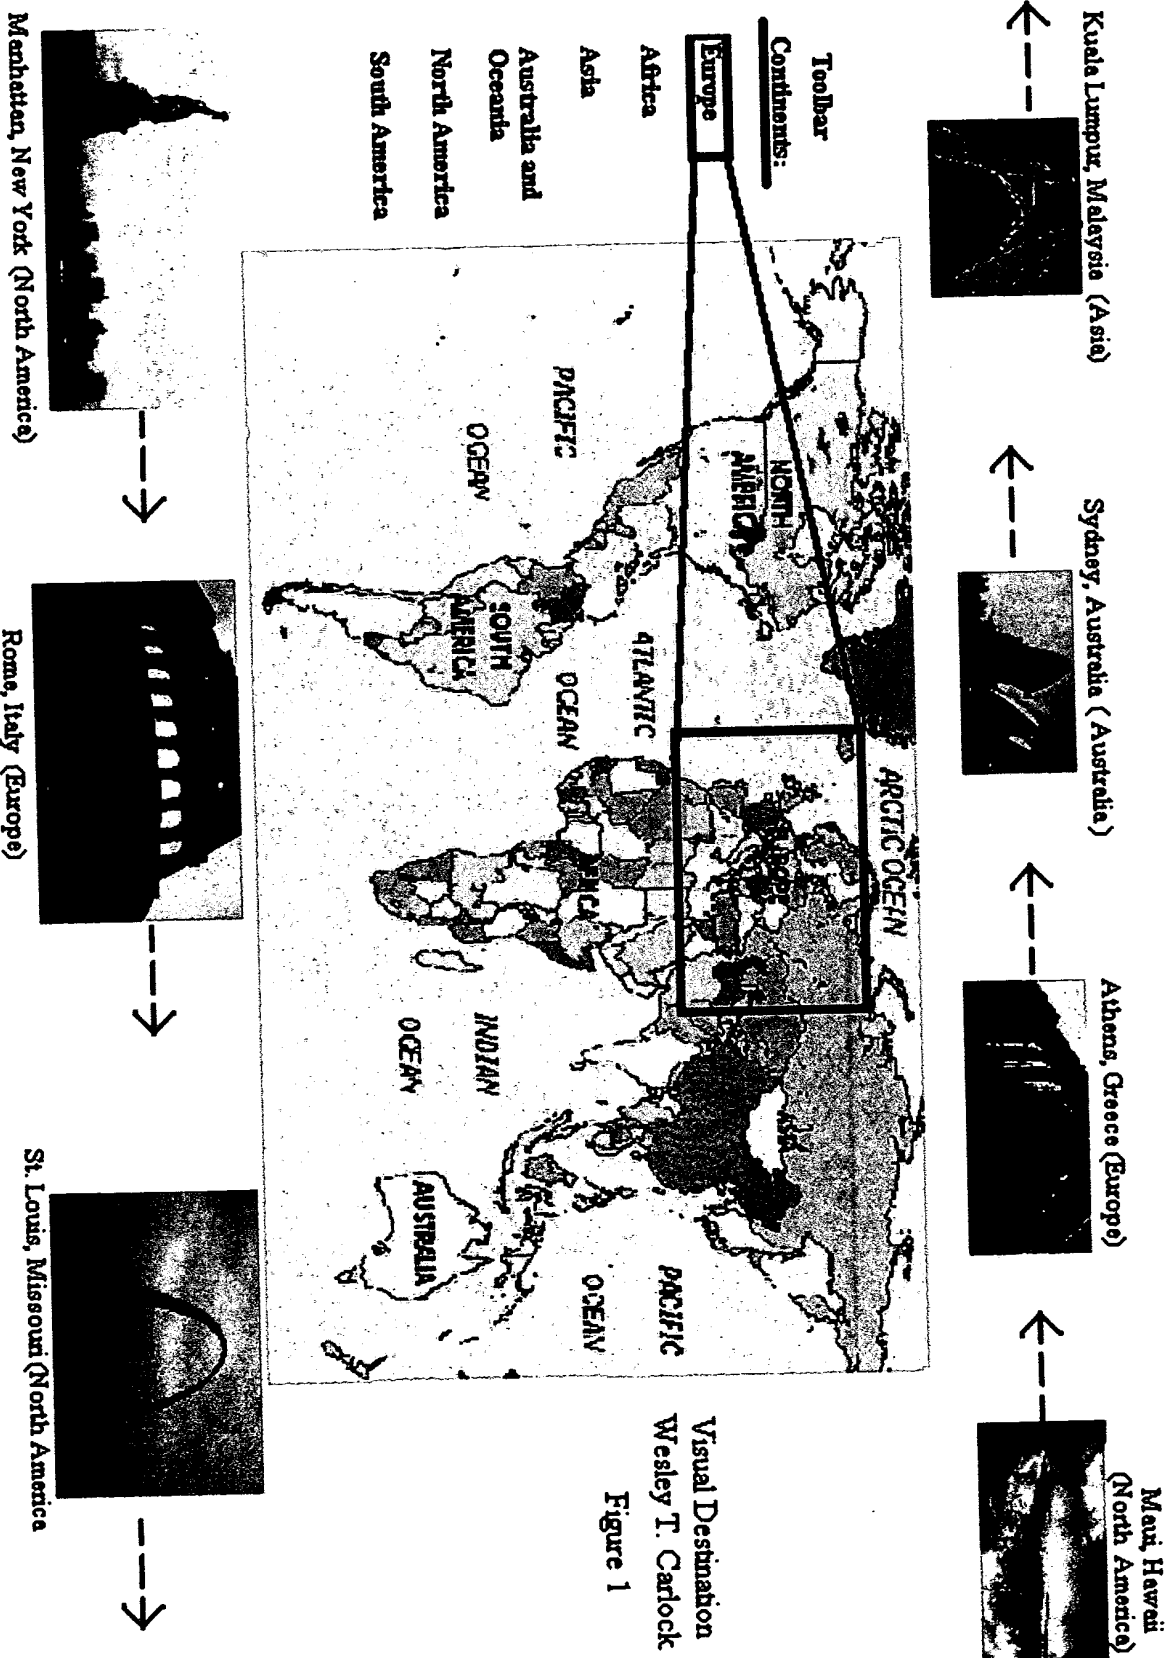 Kuala Lumpur, Malaysia (Asia)
Sydney, Australia ( Australia )
Athens, Greece (Europe)
Maui, Hawaii
(North America)
Toolbar
Continents:
Europe
Africa
Asia
Australia and
Oceania
North America
South America
ARCTIC OCEAN
NORTH
AMERICA
EUROPE
ASIA
PACIFIC
OCEAN
ATLANTIC
OCEAN
AFRICA
PACIFIC
OCEAN
SOUTH
AMERICA
INDIAN
OCEAN
AUSTRALIA
Visual Destination
Wesley T. Carlock
Figure 1
Manhattan, New York (North America)
Rome, Italy (Europe)
St. Louis, Missouri (North America